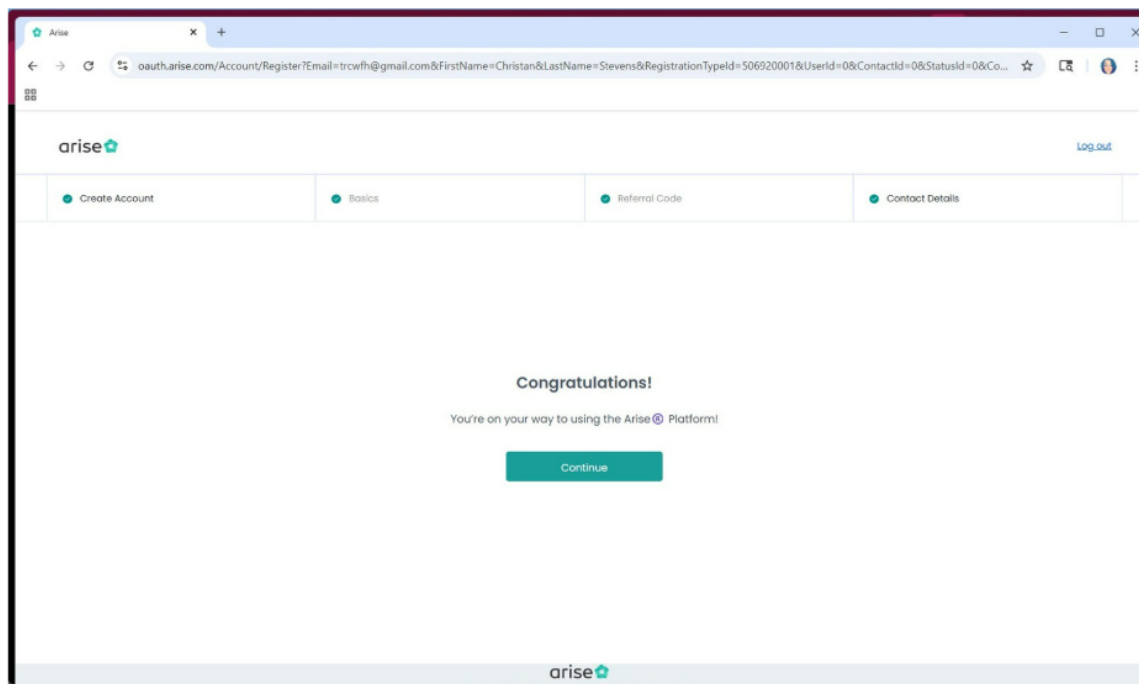 Arise
oauth.arise.com/Account/Register?Email=trcwfh@gmail.com&FirstName=Christan&LastName=Stevens&RegistrationTypeId=506920001&UserId=0&ContactId=0&StatusId=0&Co...
arise
Log out
Create Account
Basics
Referral Code
Contact Details
Congratulations!
You're on your way to using the Arise® Platform!
Continue
arise